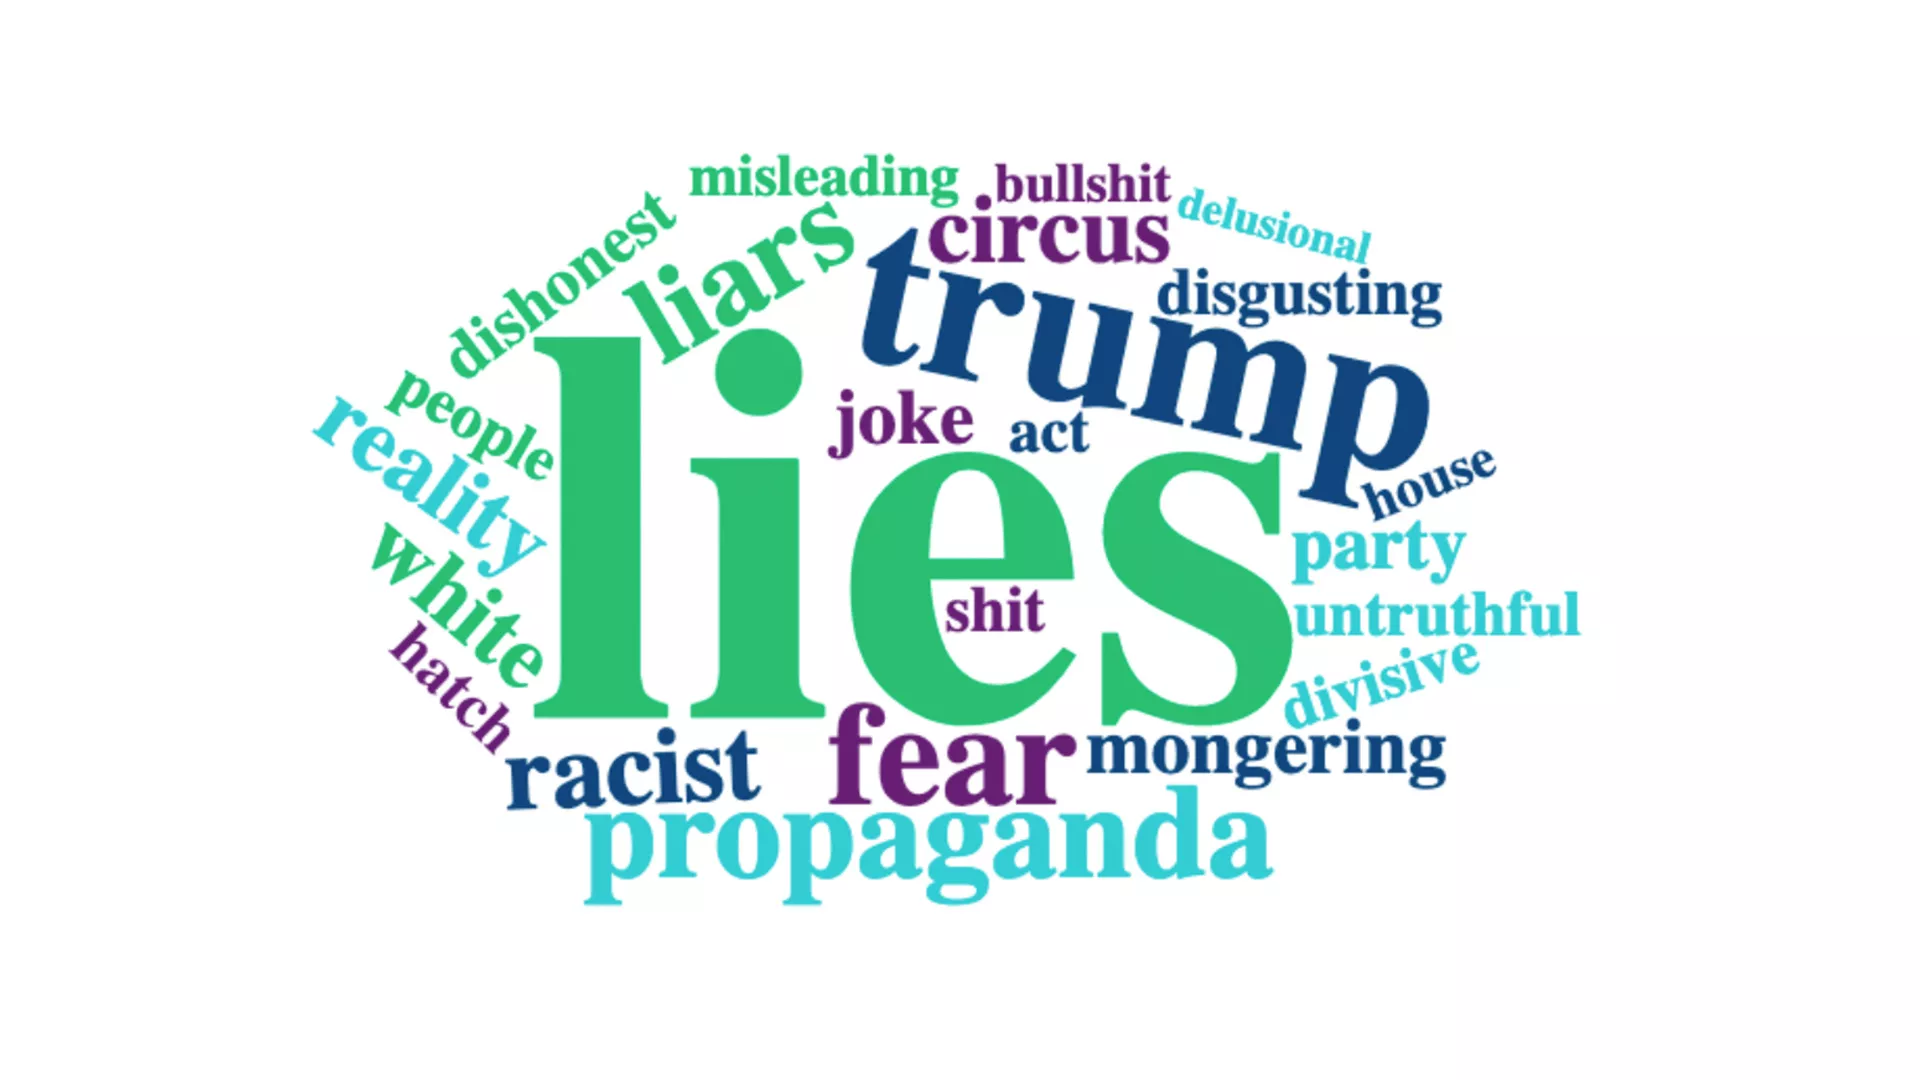 misleading
bullshit
delusional
dishonest
liars
circus
trump
disgusting
people
joke
act
reality
lies
house
party
white
shit
untruthful
hatch
divisive
racist
fear
mongering
propaganda